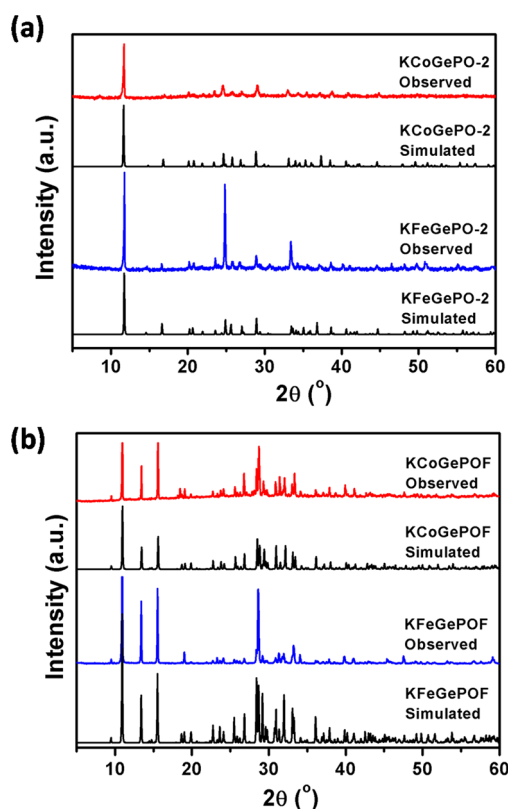 (a)
KCoGePO-2
Observed
KCoGePO-2
Simulated
KFeGePO-2
Observed
KFeGePO-2
Simulated
Intensity (a.u.)
10 20 30 40 50 60
2θ (°)
(b)
KCoGePOF
Observed
KCoGePOF
Simulated
KFeGePOF
Observed
KFeGePOF
Simulated
Intensity (a.u.)
10 20 30 40 50 60
2θ (°)